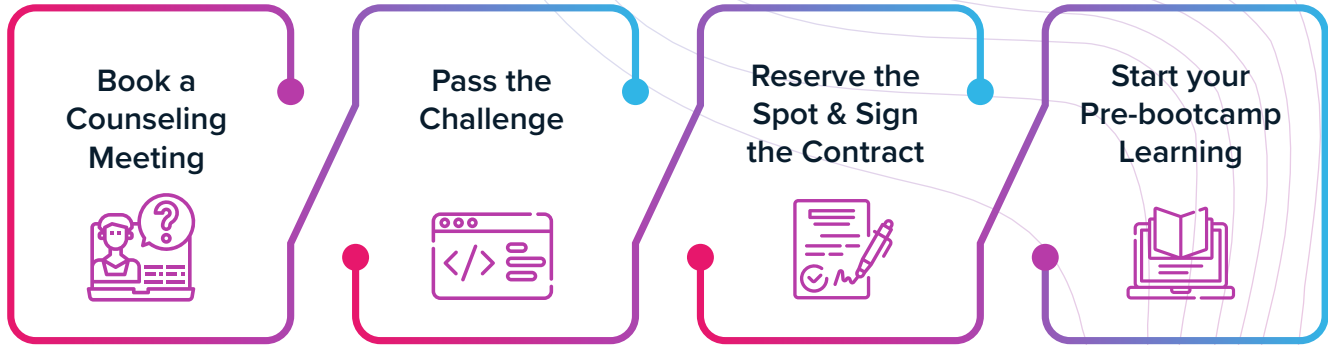 Book a
Counseling
Meeting
Pass the
Challenge
Reserve the
Spot & Sign
the Contract
Start your
Pre-bootcamp
Learning